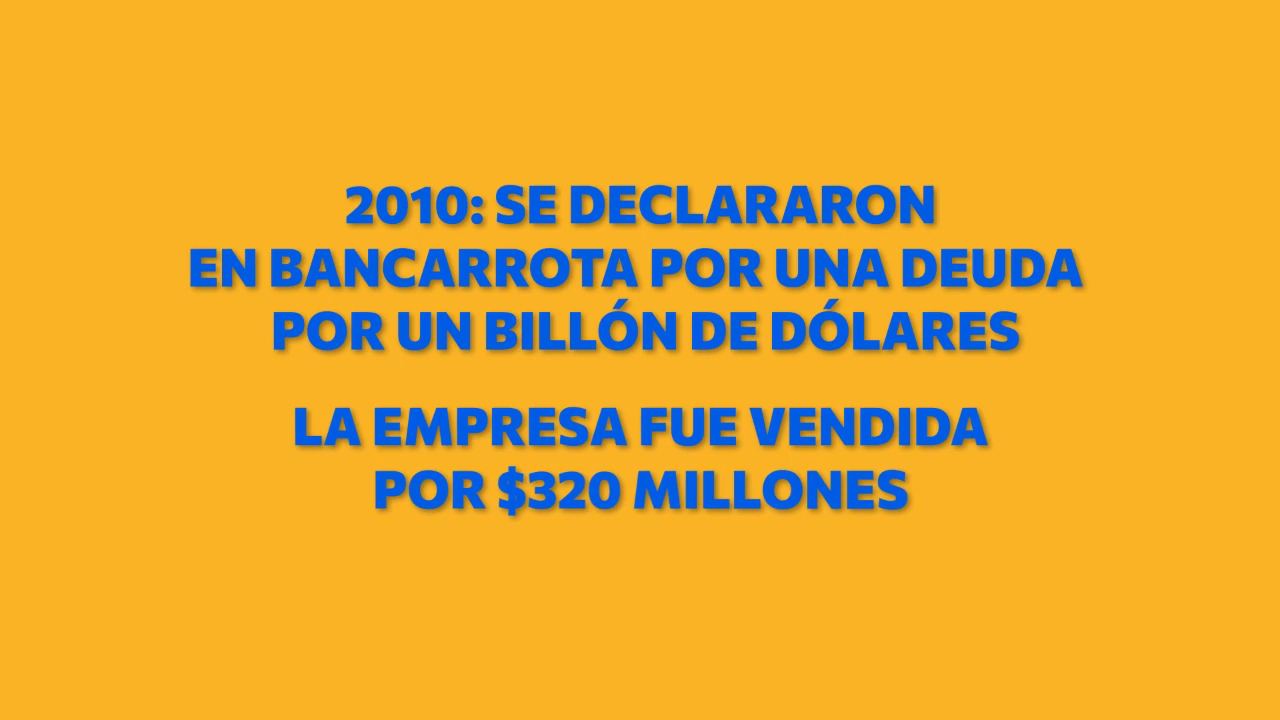 2010: SE DECLARARON
EN BANCARROTA POR UNA DEUDA
POR UN BILLÓN DE DÓLARES
LA EMPRESA FUE VENDIDA
POR $320 MILLONES